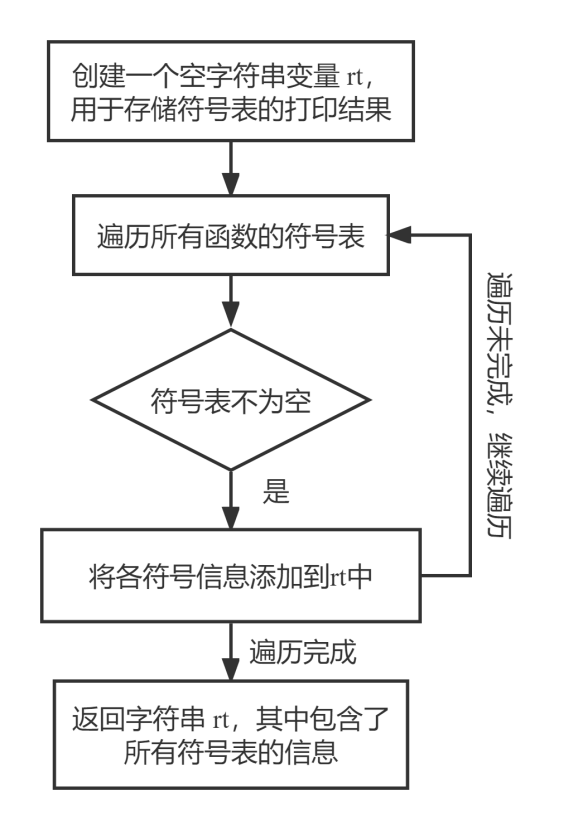 创建一个空字符串变量 rt，
用于存储符号表的打印结果
遍历所有函数的符号表
符号表不为空
是
遍历未完成，继续遍历
将各符号信息添加到rt中
遍历完成
返回字符串 rt，其中包含了
所有符号表的信息